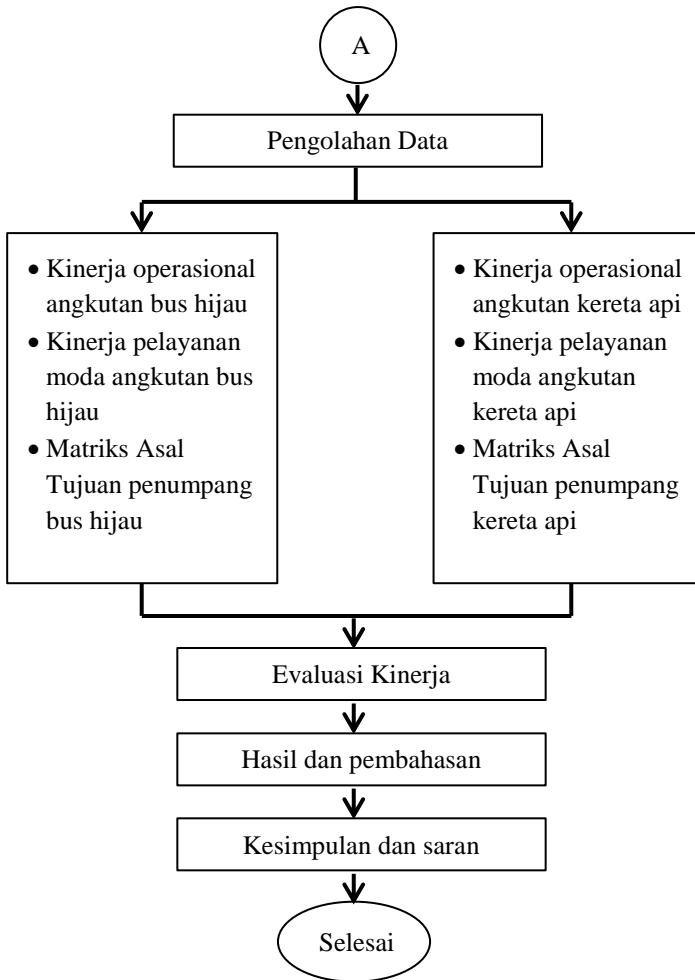 A
Pengolahan Data
• Kinerja operasional
angkutan bus hijau
• Kinerja pelayanan
moda angkutan bus
hijau
• Matriks Asal
Tujuan penumpang
bus hijau
• Kinerja operasional
angkutan kereta api
• Kinerja pelayanan
moda angkutan
kereta api
• Matriks Asal
Tujuan penumpang
kereta api
Evaluasi Kinerja
Hasil dan pembahasan
Kesimpulan dan saran
Selesai